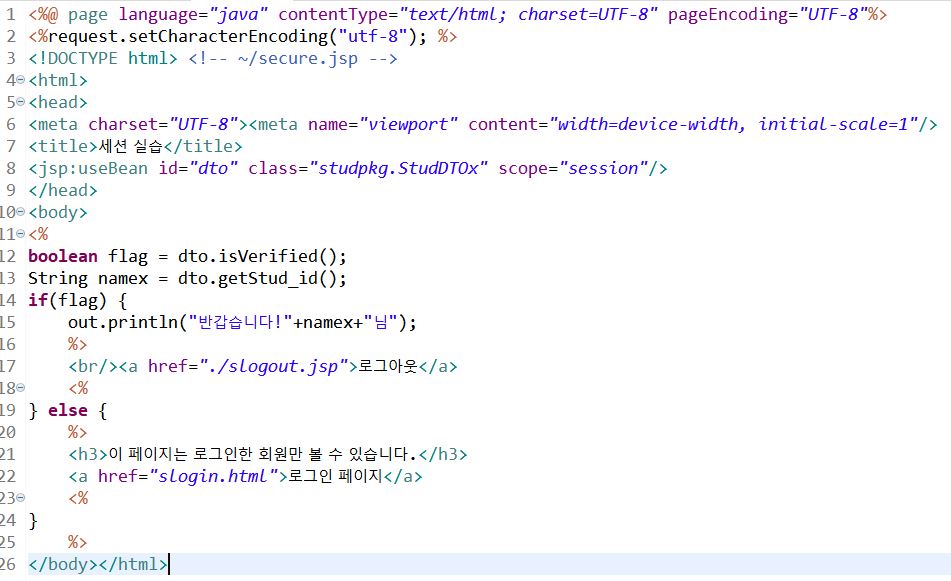 1 <%@ page language="java" contentType="text/html; charset=UTF-8" pageEncoding="UTF-8"%>
2 <%request.setCharacterEncoding("utf-8"); %>
3 <!DOCTYPE html> <!-- ~/secure.jsp -->
4 <html>
5 <head>
6 <meta charset="UTF-8"><meta name="viewport" content="width=device-width, initial-scale=1"/>
7 <title>세션 실습</title>
8 <jsp:useBean id="dto" class="studpkg.StudDTOx" scope="session"/>
9 </head>
10 <body>
11 <%
12 boolean flag = dto.isVerified();
13 String namex = dto.getStud_id();
14 if(flag) {
15     out.println("반갑습니다!"+namex+"님");
16     %>
17     <br/><a href="./slogout.jsp">로그아웃</a>
18     <%
19 } else {
20     %>
21     <h3>이 페이지는 로그인한 회원만 볼 수 있습니다.</h3>
22     <a href="slogin.html">로그인 페이지</a>
23     <%
24 }
25     %>
26 </body></html>